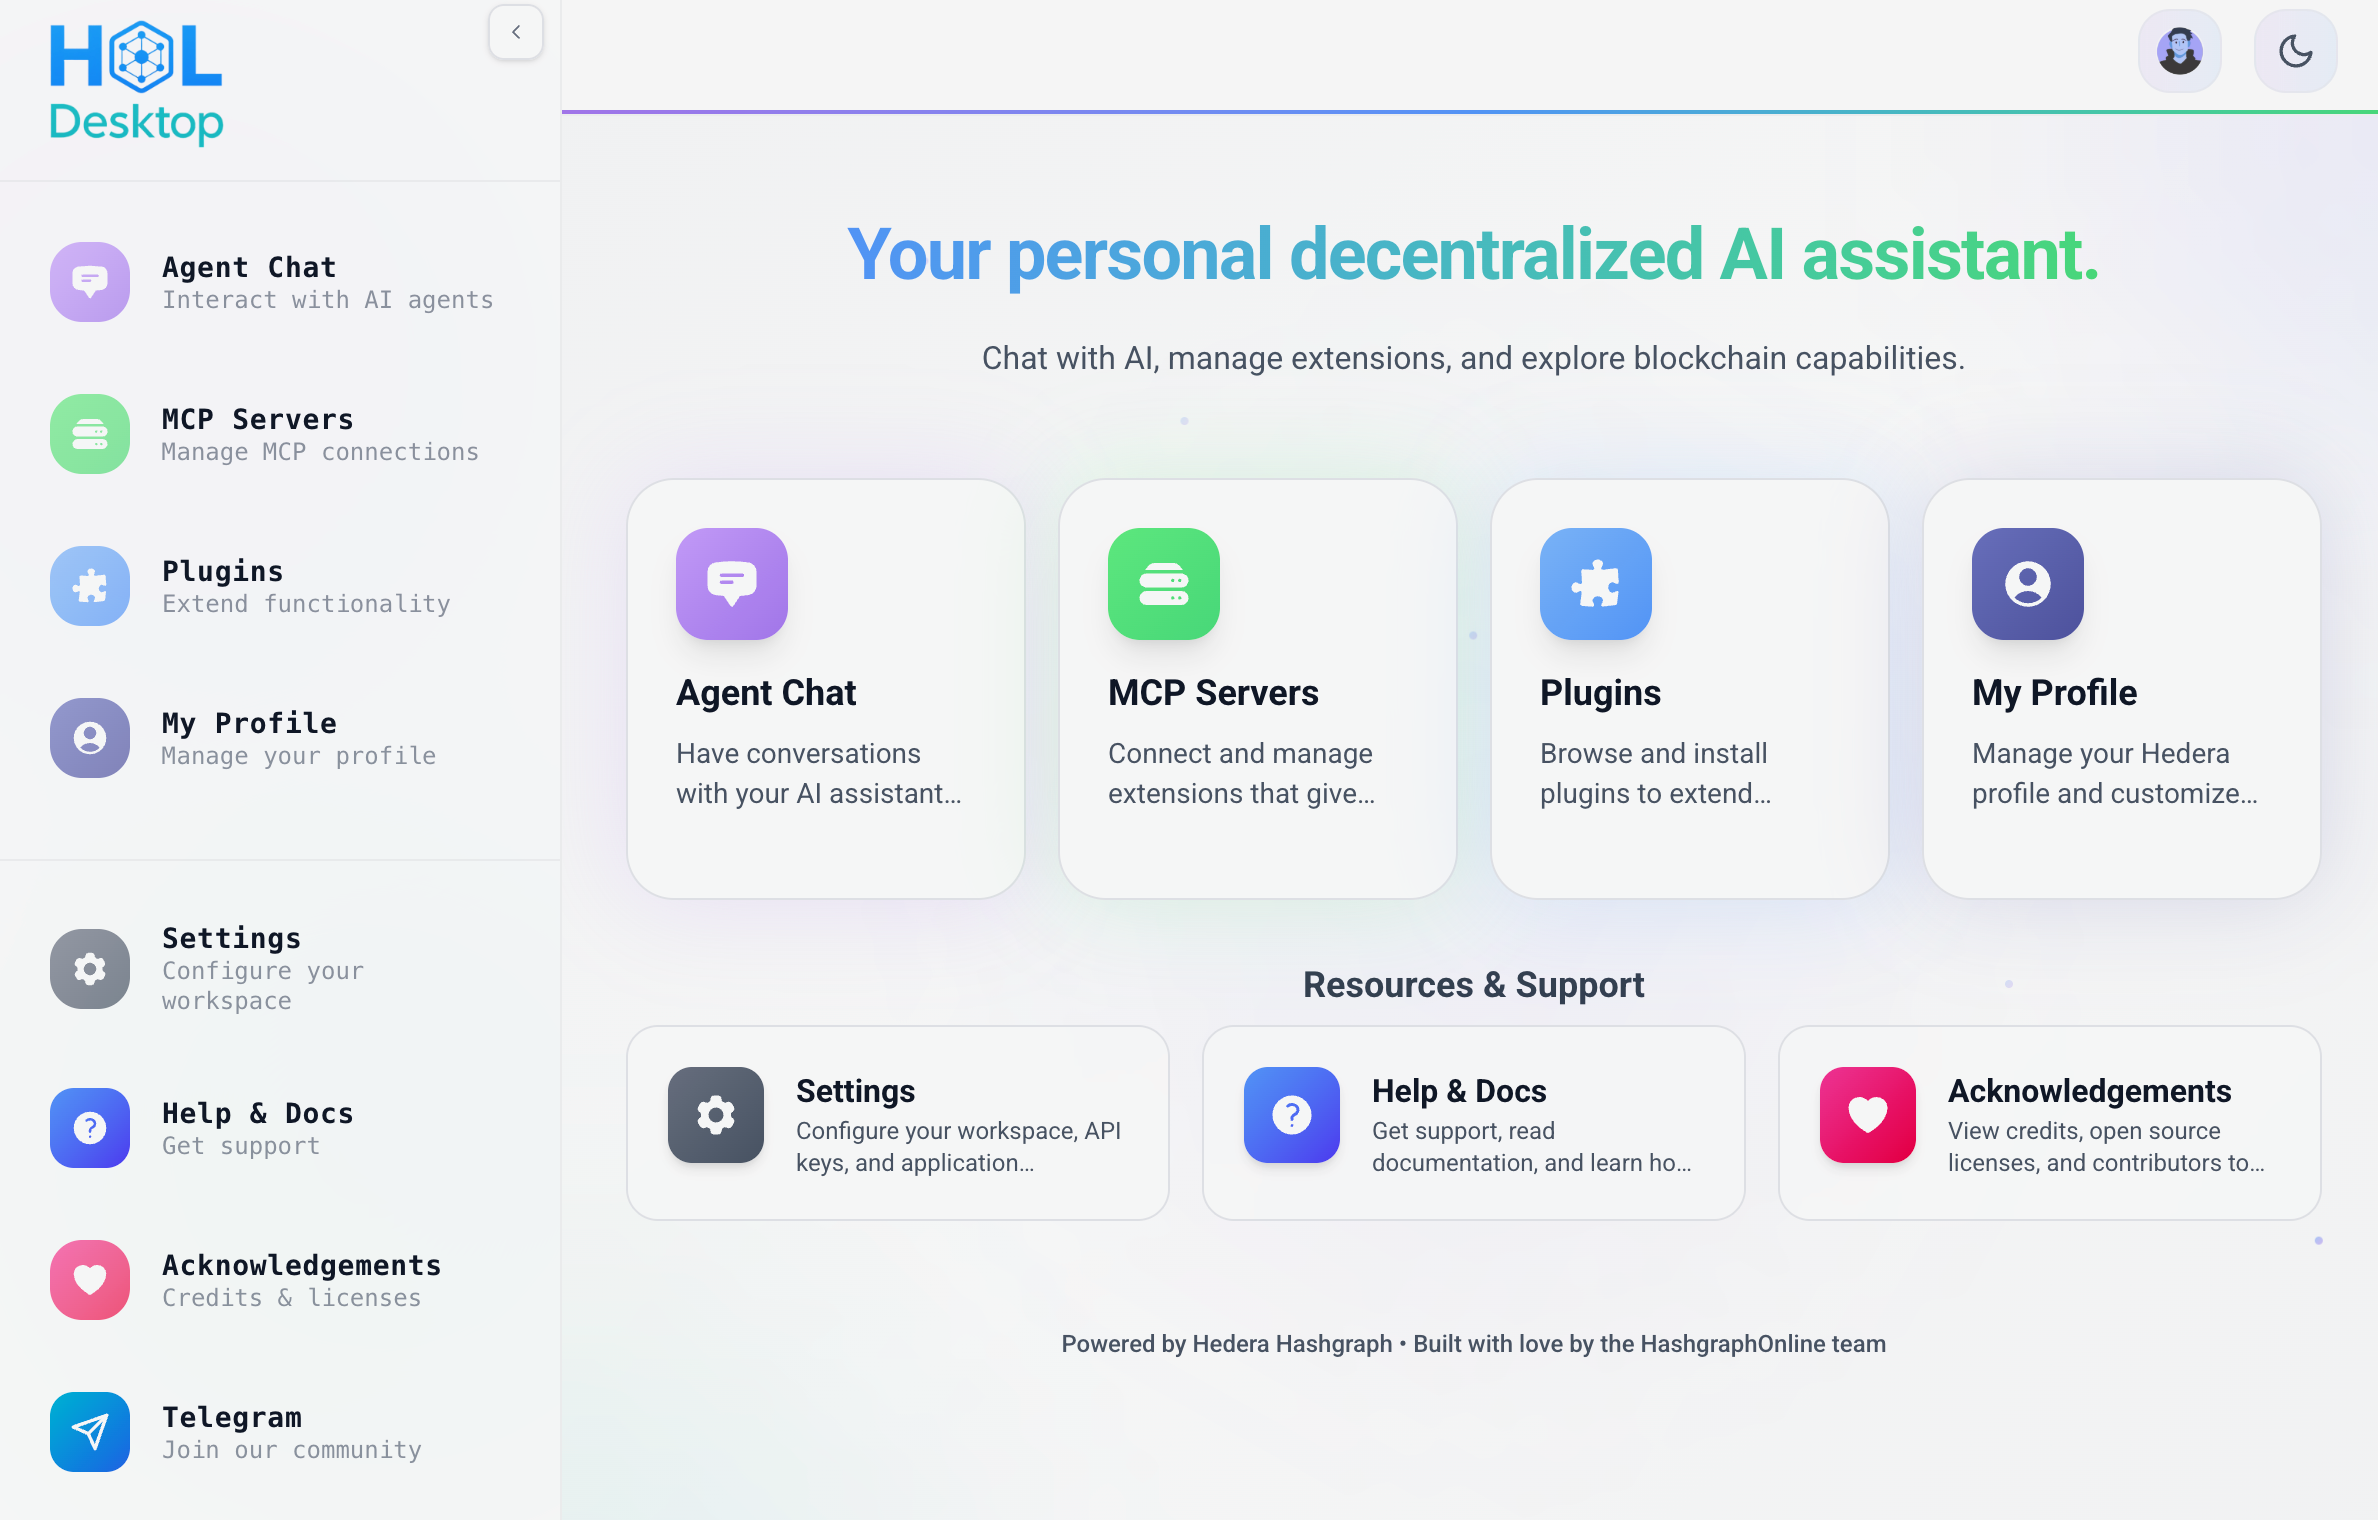 HOL
Desktop
Agent Chat
Interact with AI agents
MCP Servers
Manage MCP connections
Plugins
Extend functionality
My Profile
Manage your profile
Settings
Configure your
workspace
Help & Docs
Get support
Acknowledgements
Credits & licenses
Telegram
Join our community
Your personal decentralized AI assistant.
Chat with AI, manage extensions, and explore blockchain capabilities.
Agent Chat
Have conversations
with your AI assistant…
MCP Servers
Connect and manage
extensions that give…
Plugins
Browse and install
plugins to extend…
My Profile
Manage your Hedera
profile and customize…
Resources & Support
Settings
Configure your workspace, API
keys, and application…
Help & Docs
Get support, read
documentation, and learn ho…
Acknowledgements
View credits, open source
licenses, and contributors to…
Powered by Hedera Hashgraph • Built with love by the HashgraphOnline team